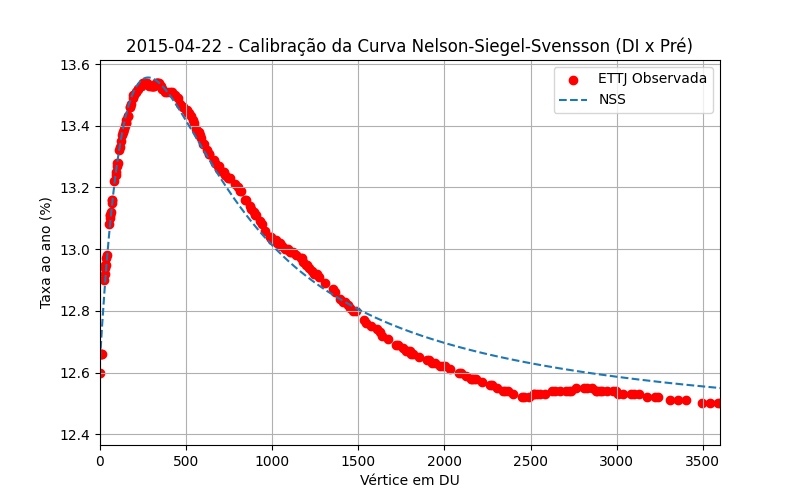 2015-04-22 - Calibração da Curva Nelson-Siegel-Svensson (DI x Pré)
ETTJ Observada
NSS
Taxa ao ano (%)
13.6
13.4
13.2
13.0
12.8
12.6
12.4
0 500 1000 1500 2000 2500 3000 3500
Vértice em DU